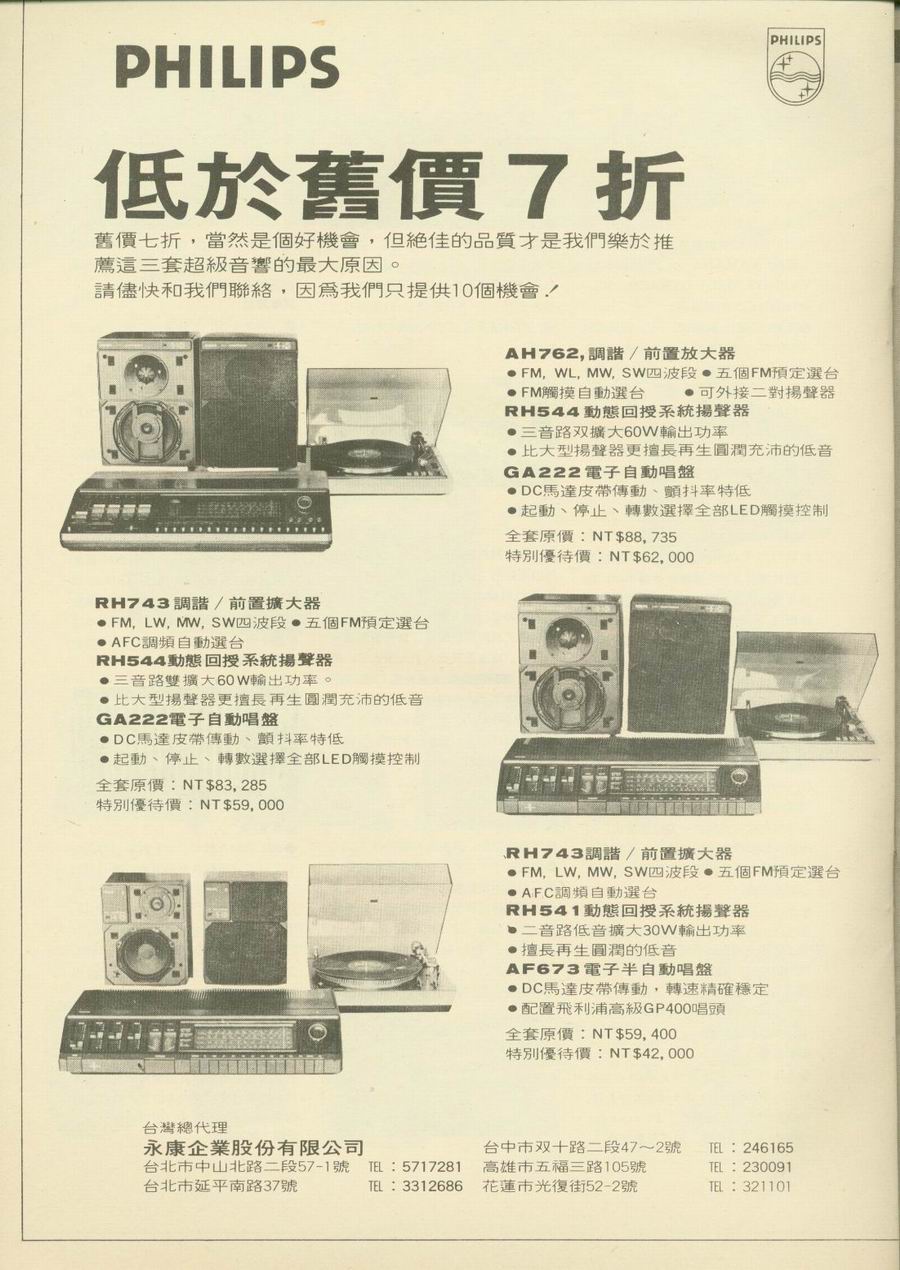 PHILIPS
PHILIPS
低於舊價7折
舊價七折，當然是個好機會，但絕佳的品質才是我們樂於推
薦這三套超級音響的最大原因。
請儘快和我們聯絡，因為我們只提供10個機會！
AH762,調諧／前置放大器
●FM, WL, MW, SW四波段●五個FM預定選台
●FM觸摸自動選台 ●可外接二對揚聲器
RH544動態回授系統揚聲器
●三音路双擴大60W輸出功率
●比大型揚聲器更擅長再生圓潤充沛的低音
GA222電子自動唱盤
●DC馬達皮帶傳動、顫抖率特低
●起動、停止、轉數選擇全部LED觸摸控制
全套原價：NT$88,735
特別優待價：NT$62,000
RH743調諧／前置擴大器
●FM, LW, MW, SW四波段●五個FM預定選台
●AFC調頻自動選台
RH544動態回授系統揚聲器
●三音路雙擴大60W輸出功率。
●比大型揚聲器更擅長再生圓潤充沛的低音
GA222電子自動唱盤
●DC馬達皮帶傳動、顫抖率特低
●起動、停止、轉數選擇全部LED觸摸控制
全套原價：NT$83,285
特別優待價：NT$59,000
RH743調諧／前置擴大器
●FM, LW, MW, SW四波段●五個FM預定選台
●AFC調頻自動選台
RH541動態回授系統揚聲器
●二音路低音擴大30W輸出功率
●擅長再生圓潤的低音
AF673電子半自動唱盤
●DC馬達皮帶傳動，轉速精確穩定
●配置飛利浦高級GP400唱頭
全套原價：NT$59,400
特別優待價：NT$42,000
台灣總代理
永康企業股份有限公司
台北市中山北路二段57-1號 TEL：5717281
台北市延平南路37號 TEL：3312686
台中市双十路二段47～2號 TEL：246165
高雄市五福三路105號 TEL：230091
花蓮市光復街52-2號 TEL：321101